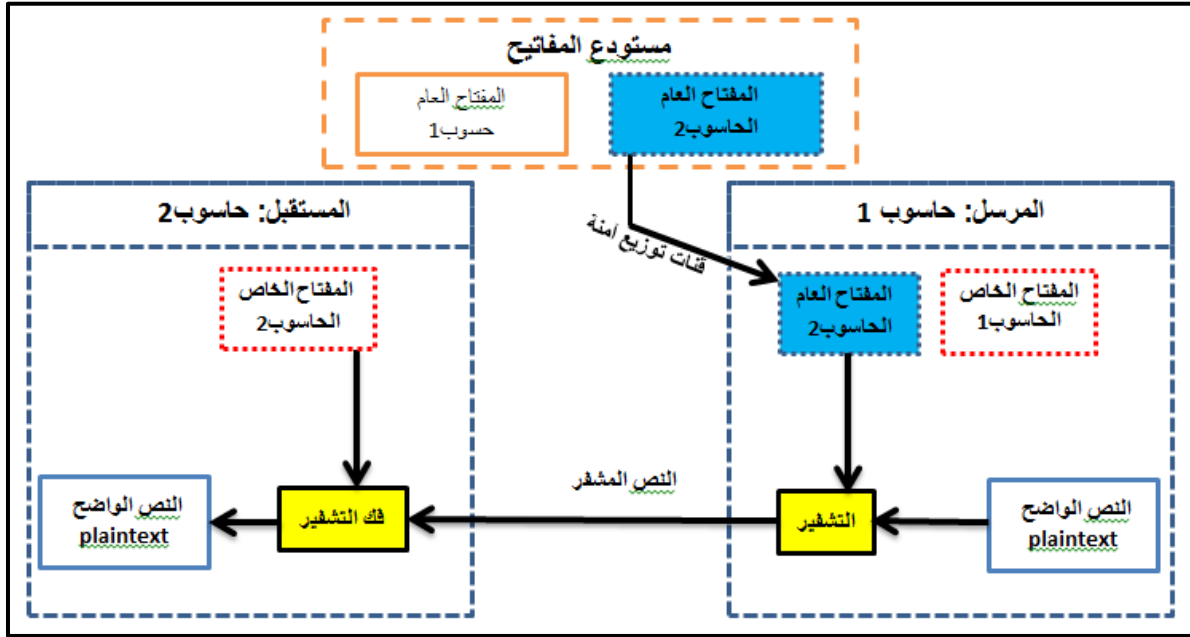 مستودع المفاتيح
المفتاح العام
الحاسوب2
المفتاح العام
حسوب1
المرسل: حاسوب 1
المستقبل: حاسوب2
قنات توزيع آمنة
المفتاح الخاص
الحاسوب1
المفتاح العام
الحاسوب2
المفتاح الخاص
الحاسوب2
النص الواضح
plaintext
التشفير
النص المشفر
فك التشفير
النص الواضح
plaintext